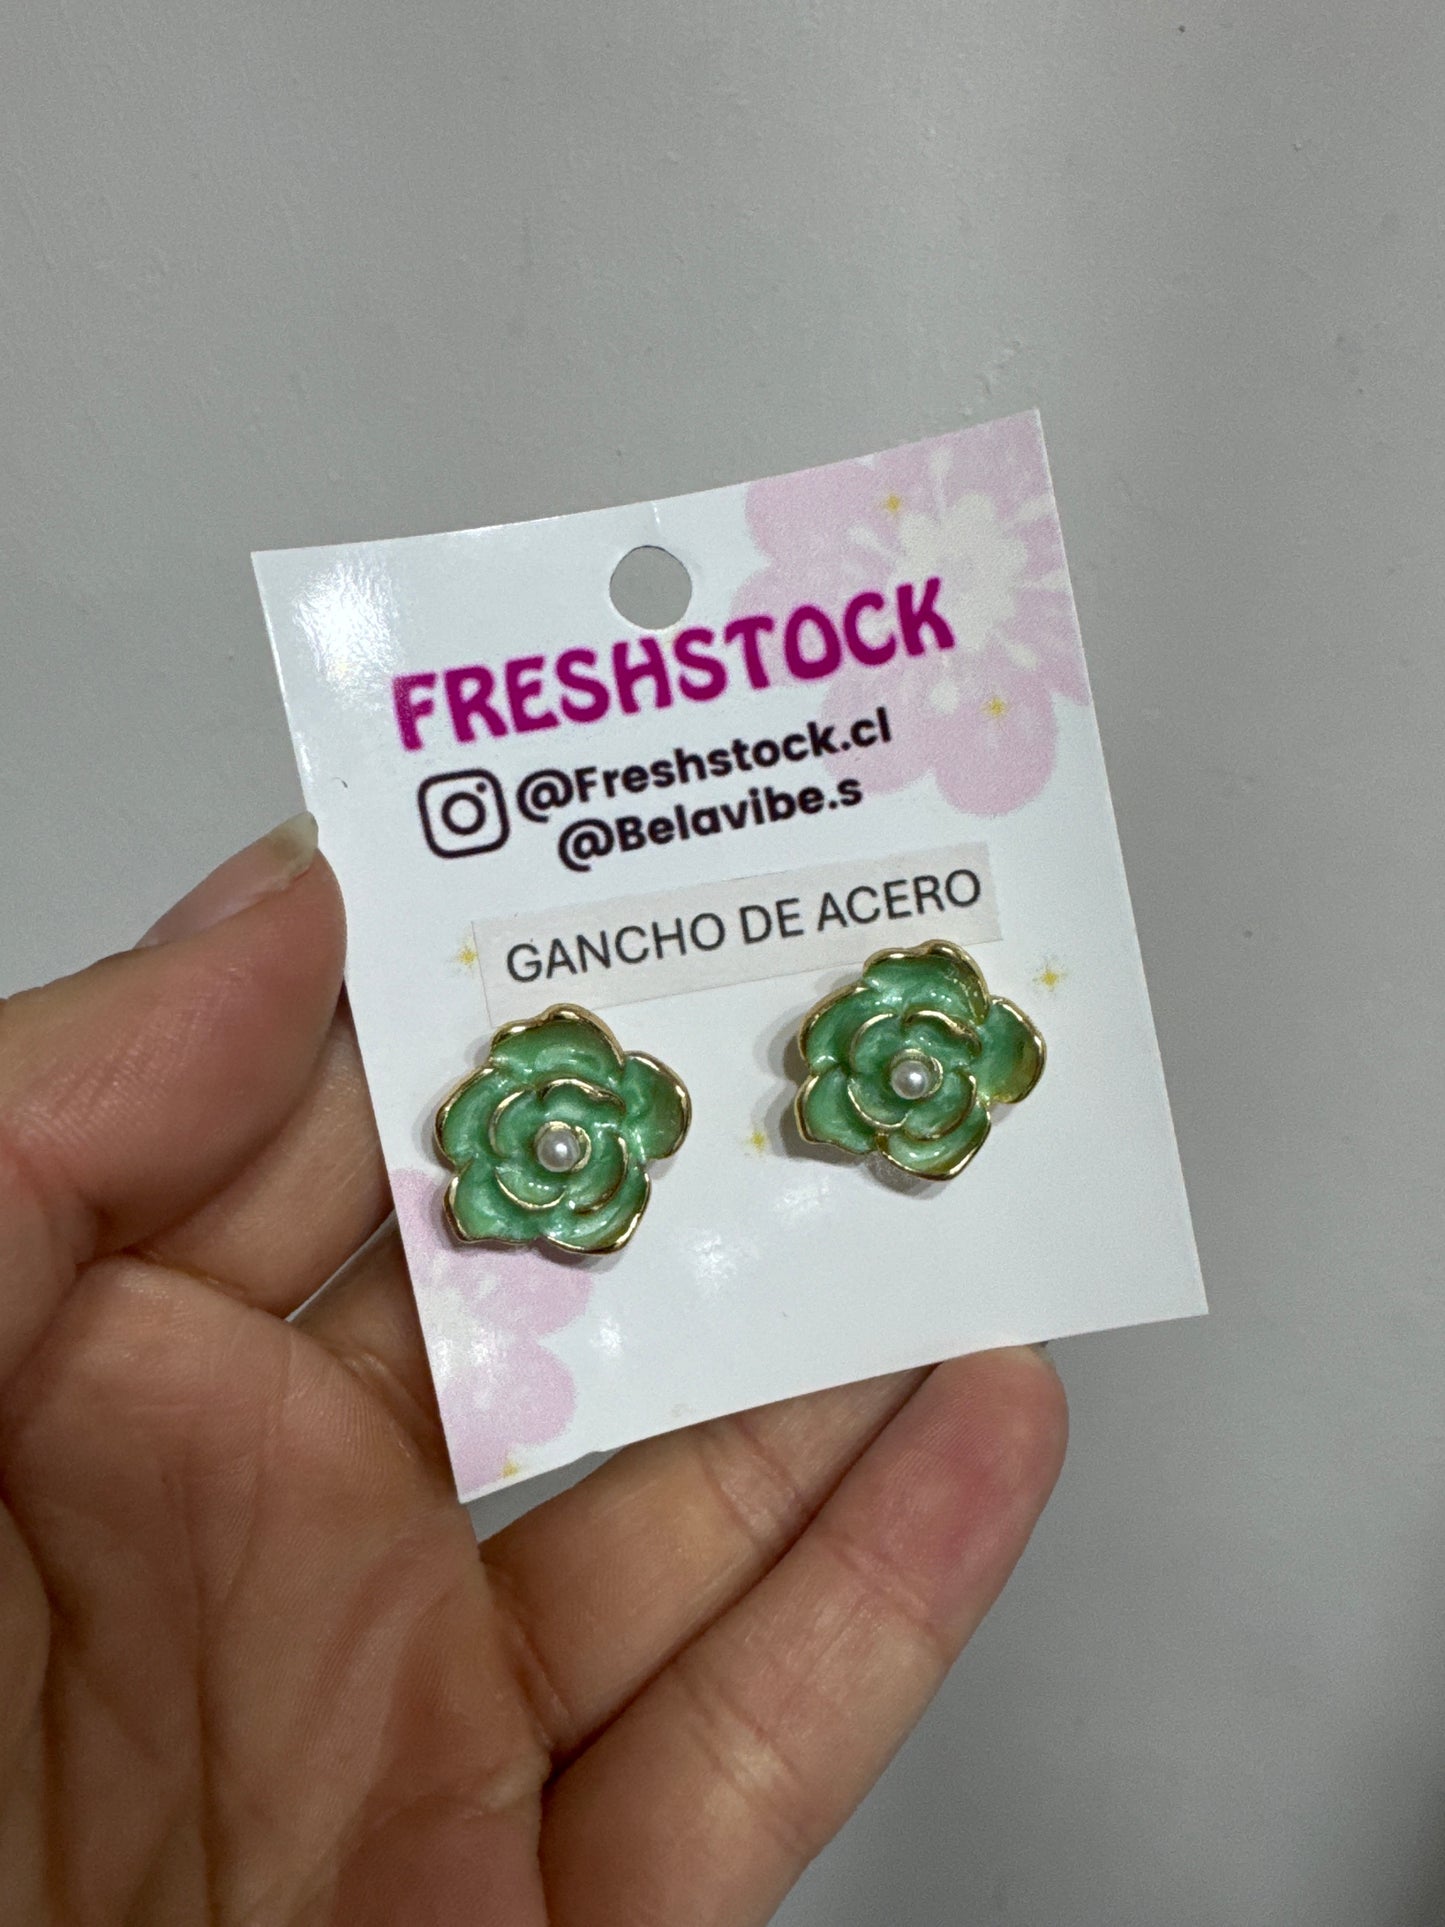 FRESHSTOCK
@Freshstock.cl
@Belavibe.s
GANCHO DE ACERO